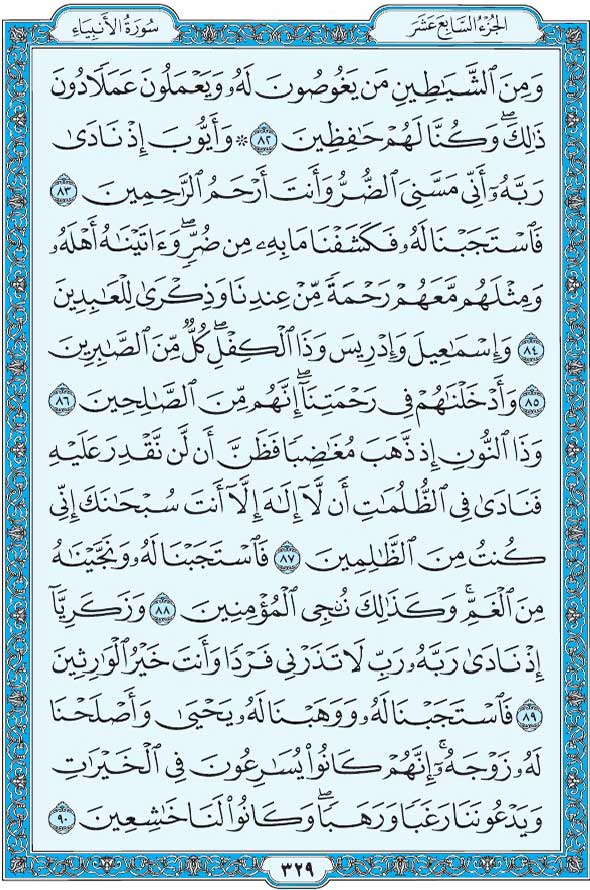 الجزء السابع عشر
سورة الأنبياء
وَمِنَ ٱلشَّيَٰطِينِ مَن يَغُوصُونَ لَهُۥ وَيَعْمَلُونَ عَمَلًا دُونَ
ذَٰلِكَ ۖ وَكُنَّا لَهُمْ حَٰفِظِينَ ٨٢ ۞ وَأَيُّوبَ إِذْ نَادَىٰ
رَبَّهُۥٓ أَنِّى مَسَّنِىَ ٱلضُّرُّ وَأَنتَ أَرْحَمُ ٱلرَّٰحِمِينَ ٨٣
فَٱسْتَجَبْنَا لَهُۥ فَكَشَفْنَا مَا بِهِۦ مِن ضُرٍّ ۖ وَءَاتَيْنَٰهُ أَهْلَهُۥ
وَمِثْلَهُم مَّعَهُمْ رَحْمَةً مِّنْ عِندِنَا وَذِكْرَىٰ لِلْعَٰبِدِينَ
٨٤ وَإِسْمَٰعِيلَ وَإِدْرِيسَ وَذَا ٱلْكِفْلِ ۖ كُلٌّ مِّنَ ٱلصَّٰبِرِينَ
٨٥ وَأَدْخَلْنَٰهُمْ فِى رَحْمَتِنَآ ۖ إِنَّهُم مِّنَ ٱلصَّٰلِحِينَ ٨٦
وَذَا ٱلنُّونِ إِذ ذَّهَبَ مُغَٰضِبًا فَظَنَّ أَن لَّن نَّقْدِرَ عَلَيْهِ
فَنَادَىٰ فِى ٱلظُّلُمَٰتِ أَن لَّآ إِلَٰهَ إِلَّآ أَنتَ سُبْحَٰنَكَ إِنِّى
كُنتُ مِنَ ٱلظَّٰلِمِينَ ٨٧ فَٱسْتَجَبْنَا لَهُۥ وَنَجَّيْنَٰهُ
مِنَ ٱلْغَمِّ ۚ وَكَذَٰلِكَ نُـۨجِى ٱلْمُؤْمِنِينَ ٨٨ وَزَكَرِيَّآ
إِذْ نَادَىٰ رَبَّهُۥ رَبِّ لَا تَذَرْنِى فَرْدًا وَأَنتَ خَيْرُ ٱلْوَٰرِثِينَ
٨٩ فَٱسْتَجَبْنَا لَهُۥ وَوَهَبْنَا لَهُۥ يَحْيَىٰ وَأَصْلَحْنَا
لَهُۥ زَوْجَهُۥٓ ۚ إِنَّهُمْ كَانُوا۟ يُسَٰرِعُونَ فِى ٱلْخَيْرَٰتِ
وَيَدْعُونَنَا رَغَبًا وَرَهَبًا ۖ وَكَانُوا۟ لَنَا خَٰشِعِينَ ٩٠
٣٢٩